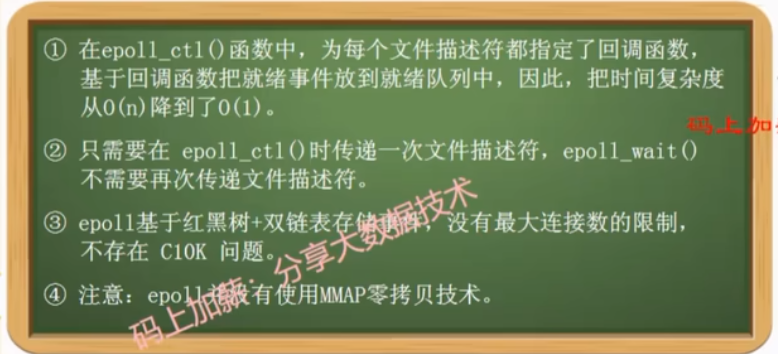 ① 在epoll_ctl()函数中，为每个文件描述符都指定了回调函数，
基于回调函数把就绪事件放到就绪队列中，因此，把时间复杂度
从O(n)降到了O(1)。
码上加
② 只需要在 epoll_ctl()时传递一次文件描述符，epoll_wait()
不需要再次传递文件描述符。
③ epoll基于红黑树+双链表存储事件，没有最大连接数的限制，
不存在 C10K 问题。
④ 注意：epoll并没有使用MMAP零拷贝技术。
码上加薪：分享大数据技术